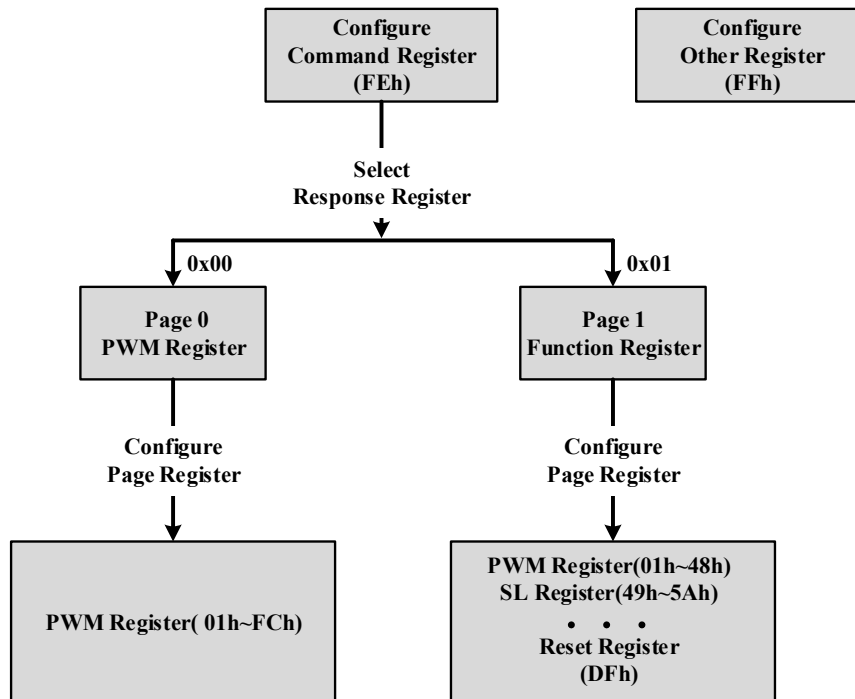 Configure
Command Register
(FEh)
Configure
Other Register
(FFh)
Select
Response Register
0x00
0x01
Page 0
PWM Register
Page 1
Function Register
Configure
Page Register
Configure
Page Register
PWM Register( 01h~FCh)
PWM Register(01h~48h)
SL Register(49h~5Ah)
• • •
Reset Register
(DFh)